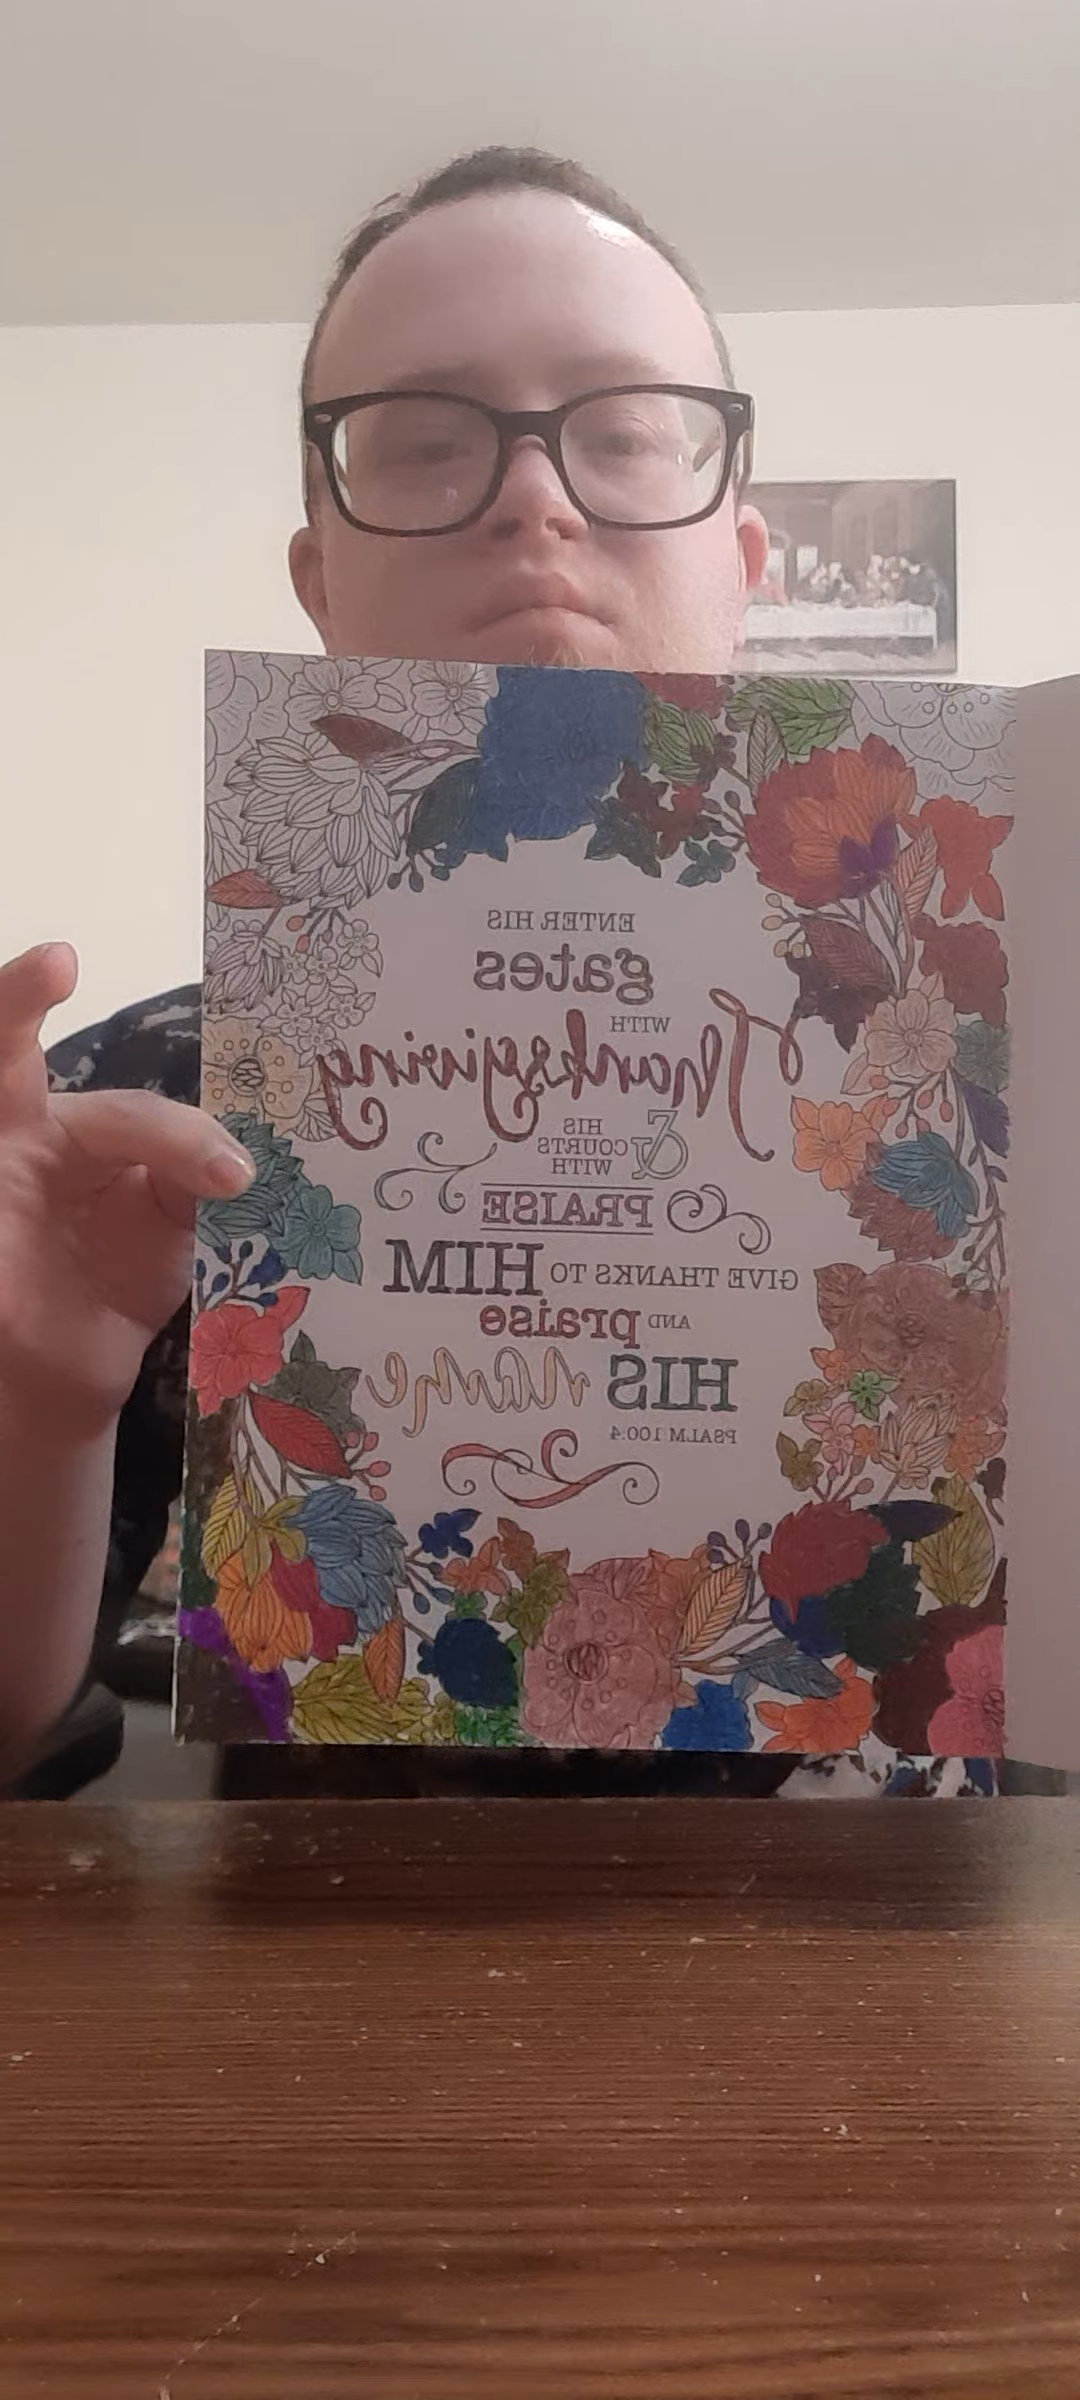 ENTER HIS
gates
WITH
Thanksgiving
& HIS
COURTS
WITH
PRAISE
GIVE THANKS TO HIM
AND praise
HIS name
PSALM 100:4